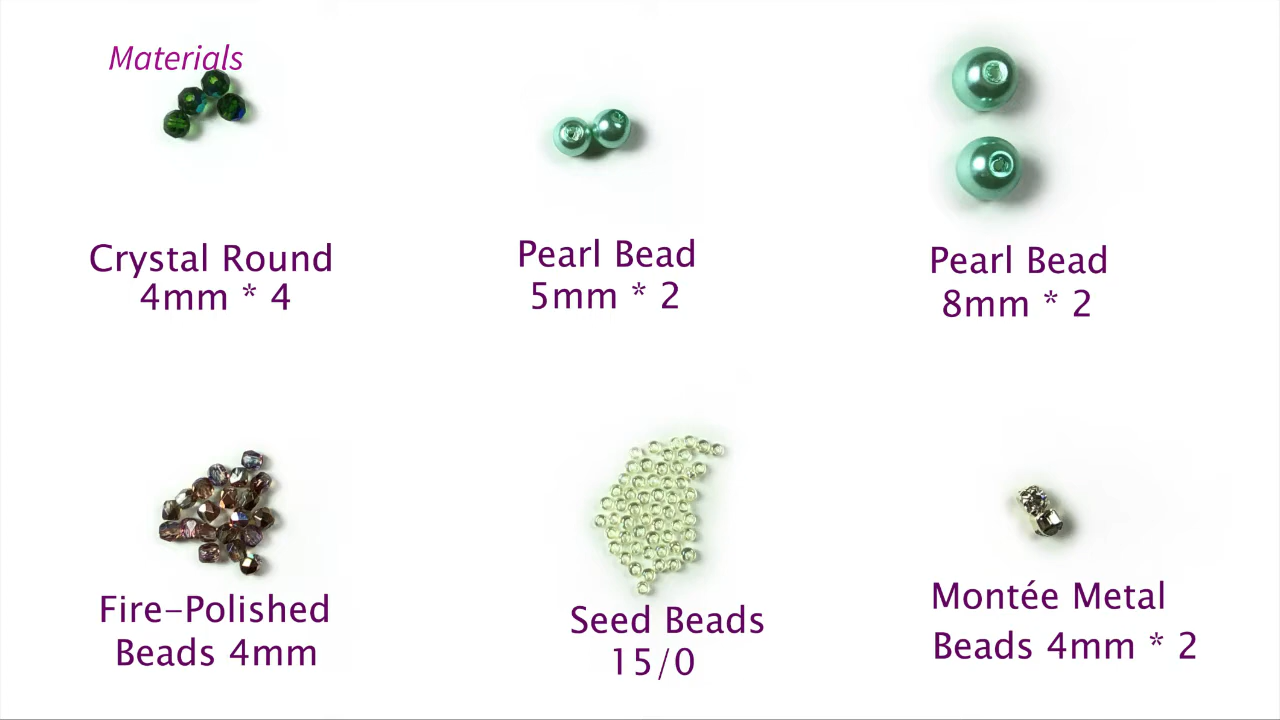 Materials
Crystal Round
4mm * 4
Pearl Bead
5mm * 2
Pearl Bead
8mm * 2
Fire-Polished
Beads 4mm
Seed Beads
15/0
Montée Metal
Beads 4mm * 2